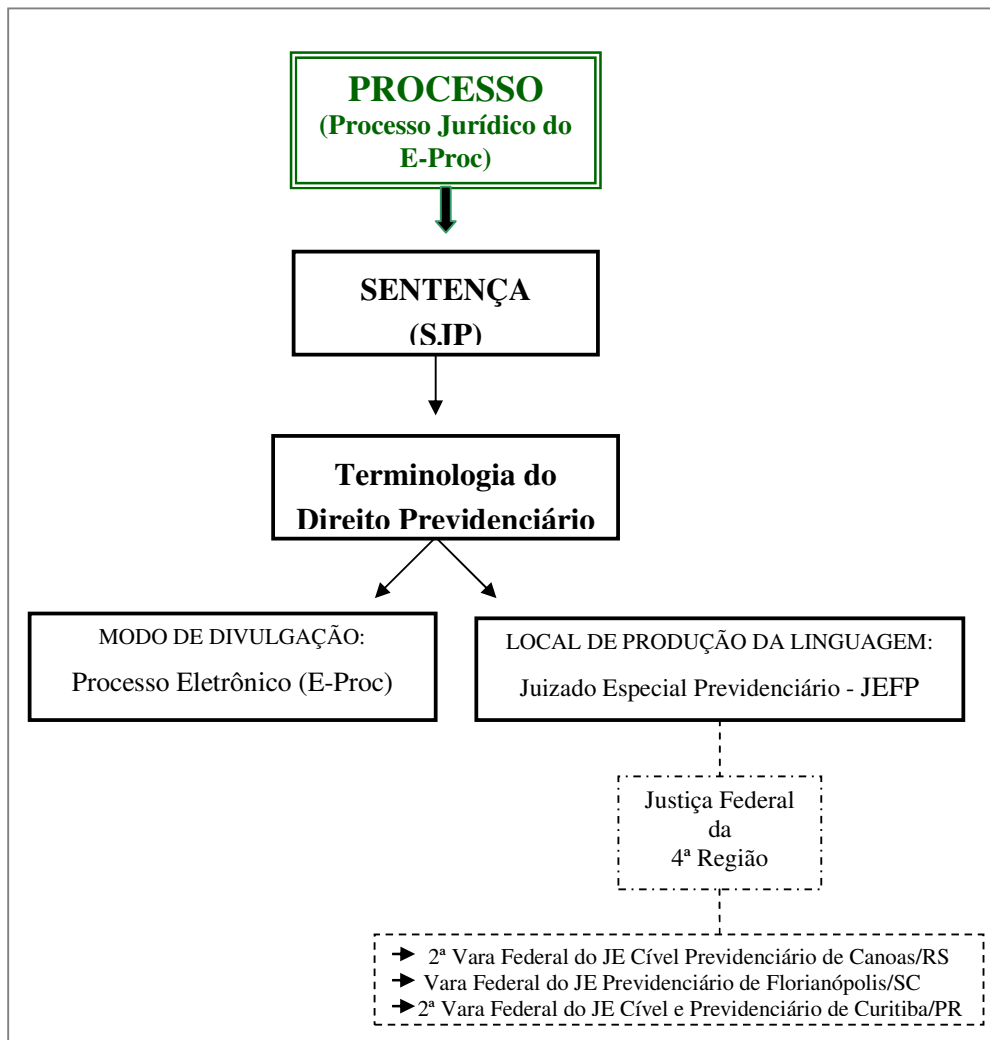 PROCESSO
(Processo Jurídico do
E-Proc)
SENTENÇA
(SJP)
Terminologia do
Direito Previdenciário
MODO DE DIVULGAÇÃO:
Processo Eletrônico (E-Proc)
LOCAL DE PRODUÇÃO DA LINGUAGEM:
Juizado Especial Previdenciário - JEFP
Justiça Federal
da
4ª Região
2ª Vara Federal do JE Cível Previdenciário de Canoas/RS
Vara Federal do JE Previdenciário de Florianópolis/SC
2ª Vara Federal do JE Cível e Previdenciário de Curitiba/PR